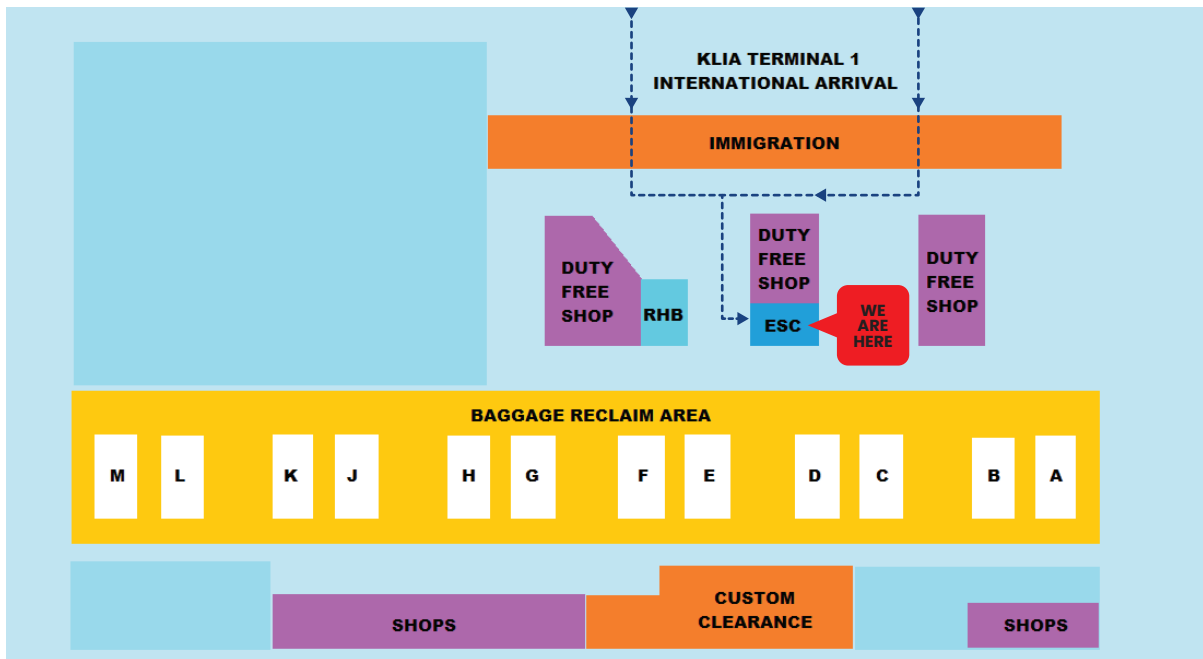 KLIA TERMINAL 1
INTERNATIONAL ARRIVAL
IMMIGRATION
DUTY
FREE
SHOP
RHB
DUTY
FREE
SHOP
ESC
WE
ARE
HERE
DUTY
FREE
SHOP
BAGGAGE RECLAIM AREA
M L K J H G F E D C B A
SHOPS
CUSTOM
CLEARANCE
SHOPS